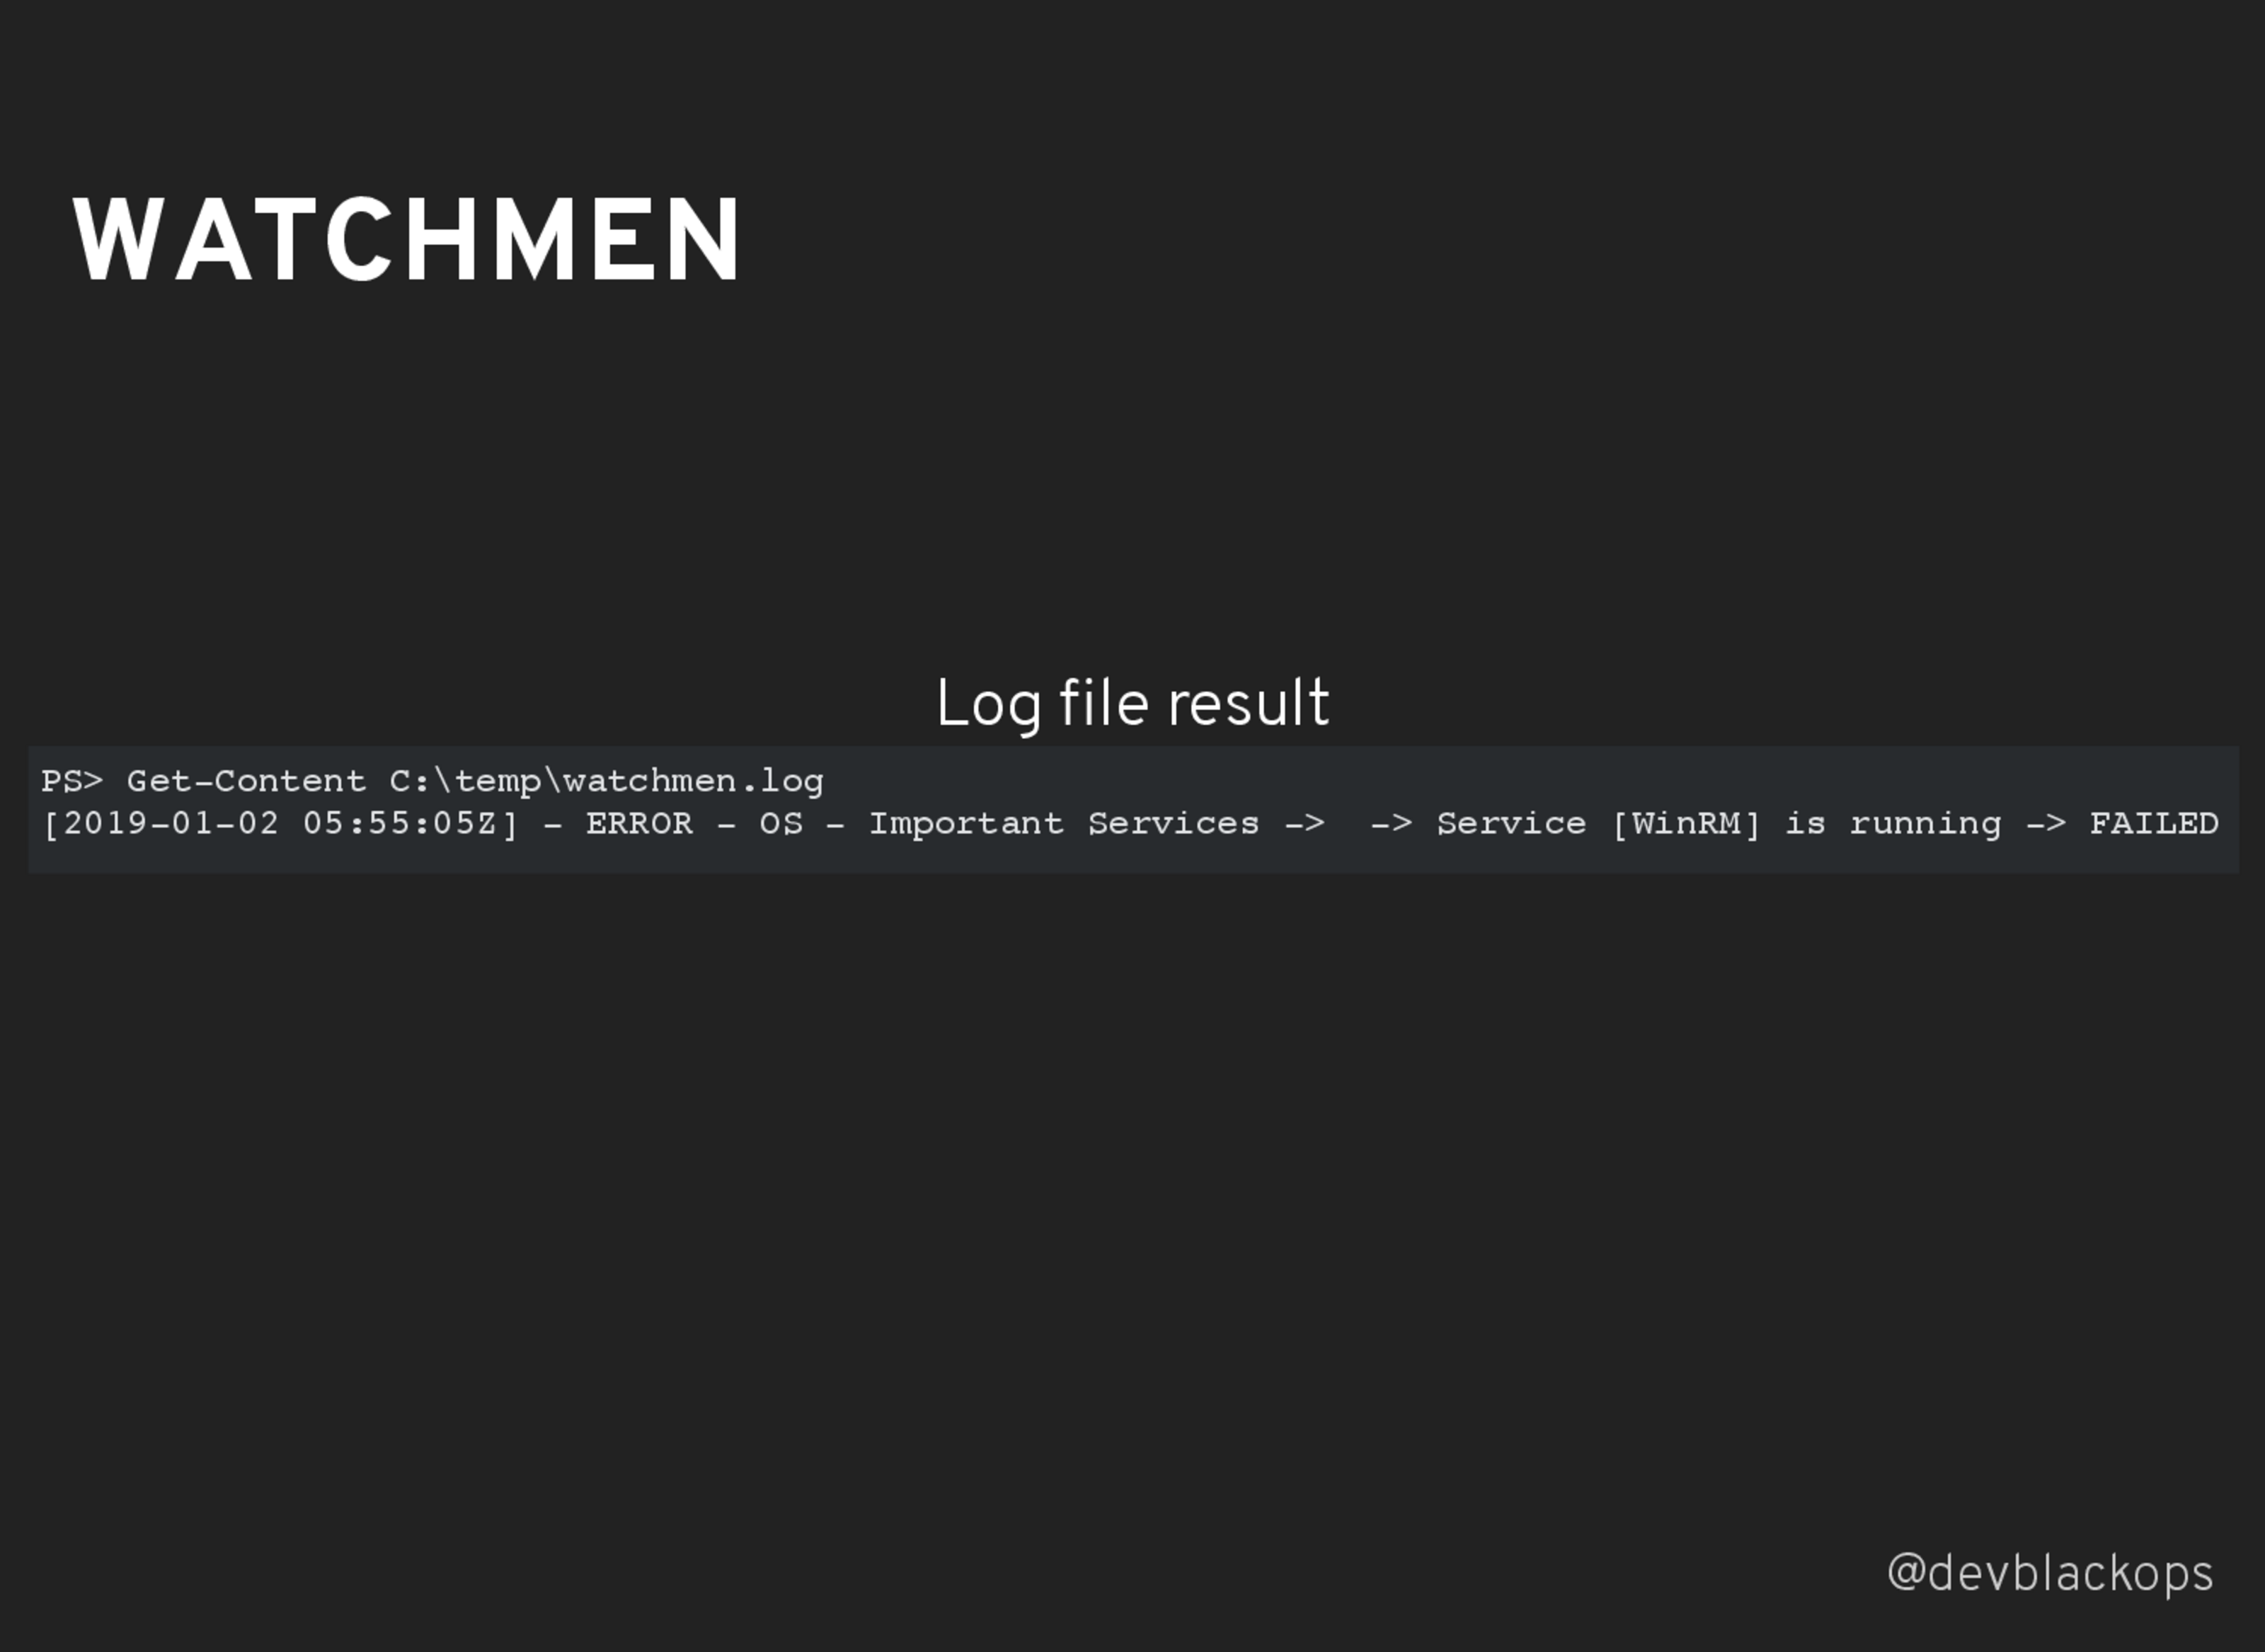 WATCHMEN
Log file result
PS> Get-Content C:\temp\watchmen.log
[2019-01-02 05:55:05Z] - ERROR - OS - Important Services ->  -> Service [WinRM] is running -> FAILED
@devblackops